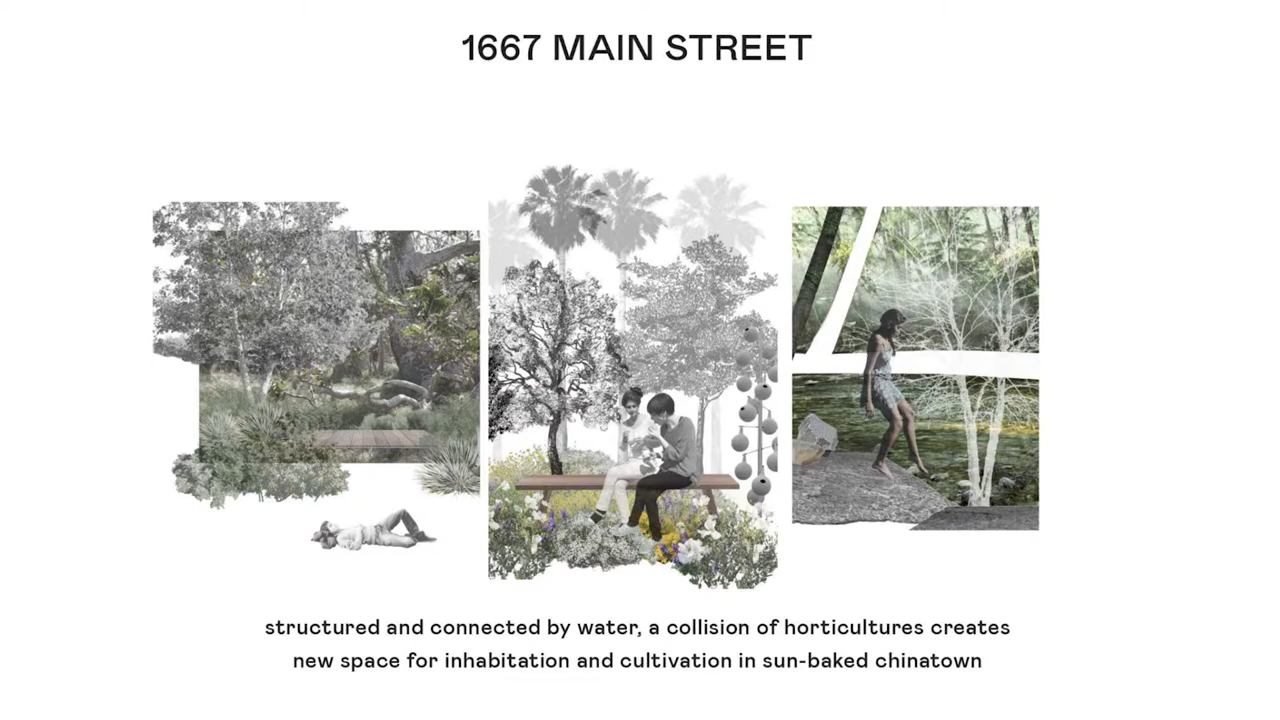 1667 MAIN STREET
structured and connected by water, a collision of horticultures creates
new space for inhabitation and cultivation in sun-baked chinatown